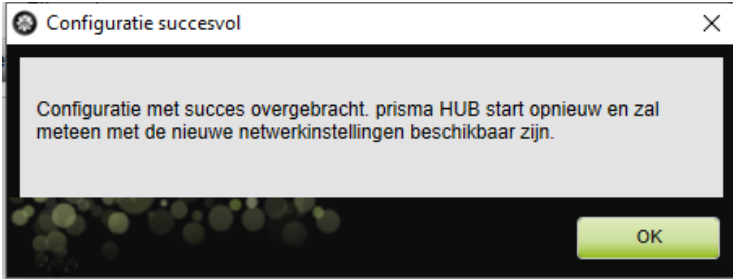 Configuratie succesvol
Configuratie met succes overgebracht. prisma HUB start opnieuw en zal
meteen met de nieuwe netwerkinstellingen beschikbaar zijn.
OK